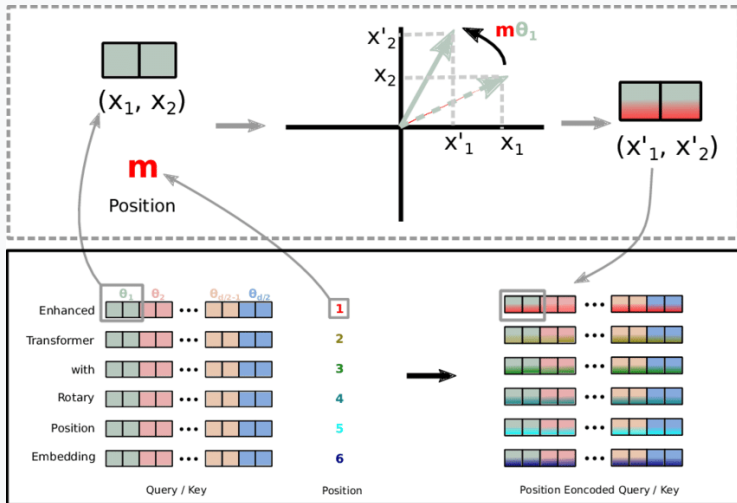 x'₂
mθ₁
x₂
(x₁, x₂)
x'₁
x₁
(x'₁, x'₂)
m
Position
θ₁ θ₂ θd/2-1 θd/2
Enhanced
1
Transformer
2
with
3
Rotary
4
Position
5
Embedding
6
Query / Key
Position
Position Eoncoded Query / Key